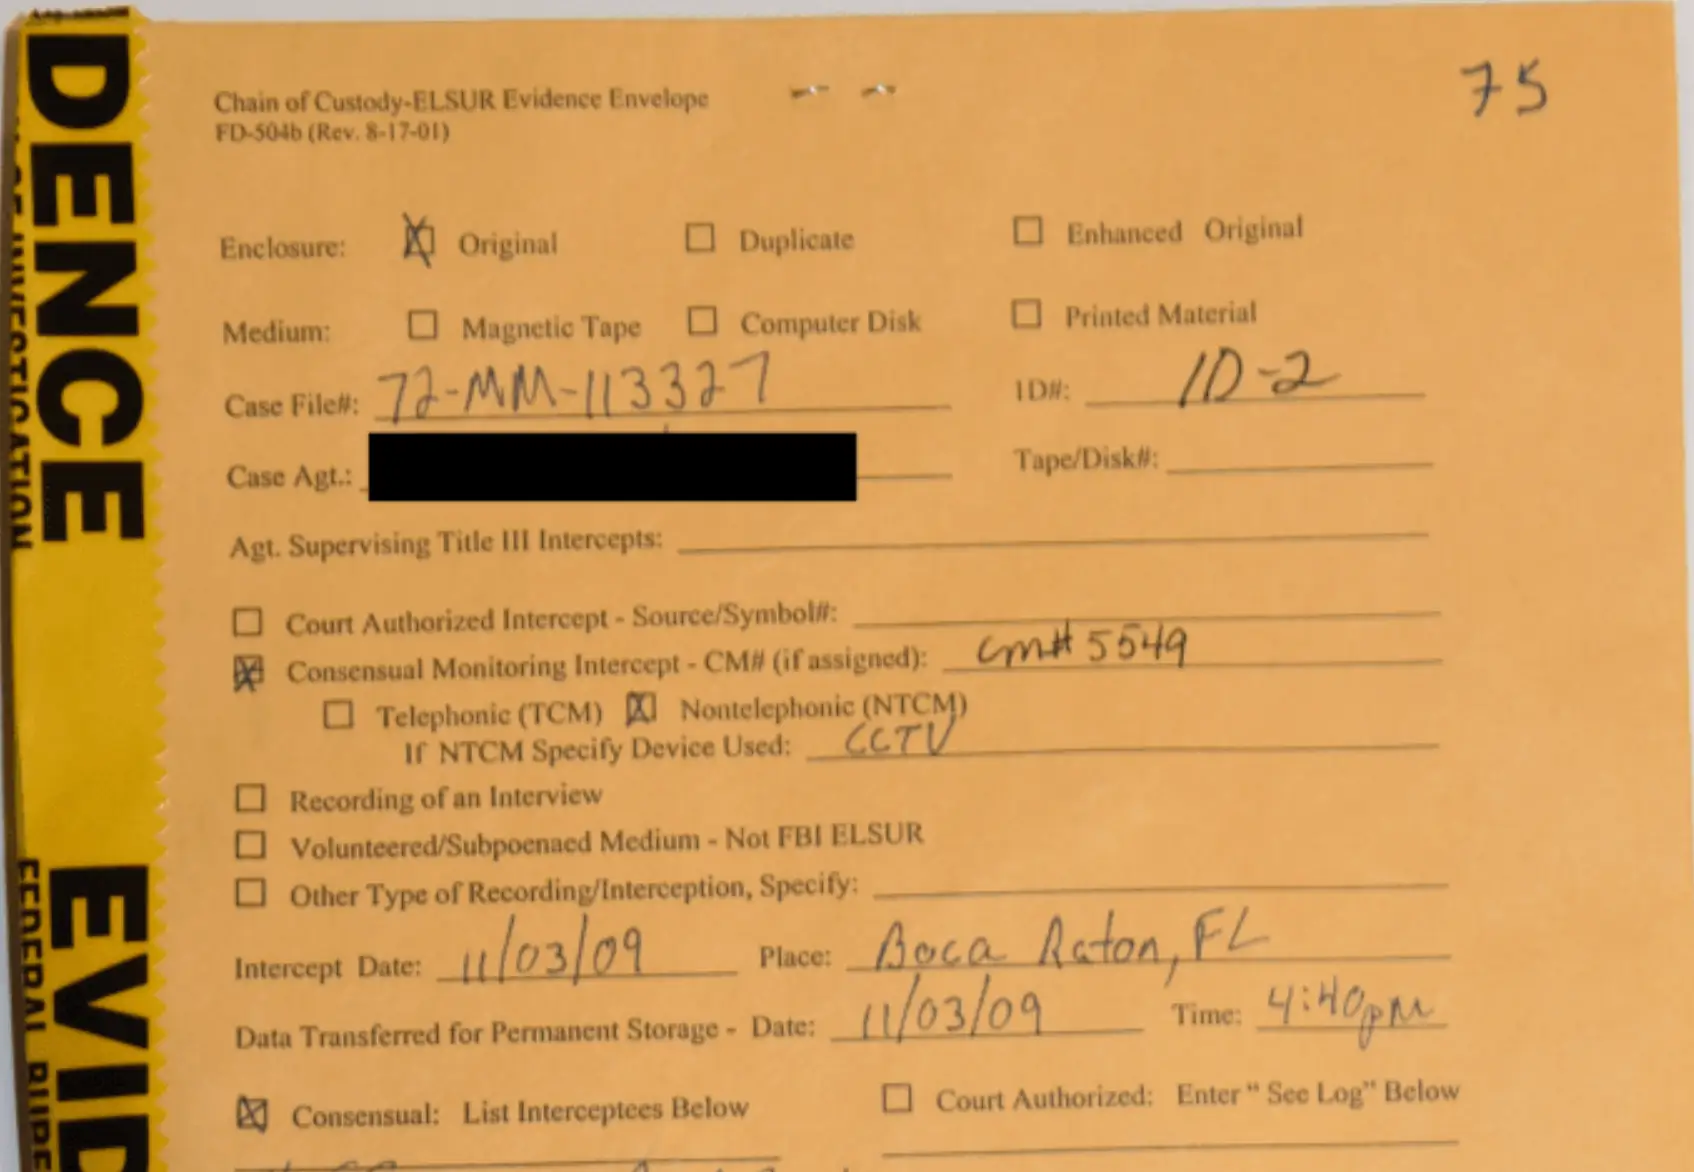 75
Chain of Custody-ELSUR Evidence Envelope
FD-504b (Rev. 8-17-01)
Enclosure: Original Duplicate Enhanced Original
Medium: Magnetic Tape Computer Disk Printed Material
Case File#: 72-MM-113327 1D#: 1D-2
Case Agt.: Tape/Disk#:
Agt. Supervising Title III Intercepts:
Court Authorized Intercept - Source/Symbol#:
Consensual Monitoring Intercept - CM# (if assigned): CM# 5549
Telephonic (TCM) Nontelephonic (NTCM)
If NTCM Specify Device Used: CCTV
Recording of an Interview
Volunteered/Subpoenaed Medium - Not FBI ELSUR
Other Type of Recording/Interception, Specify:
Intercept Date: 11/03/09 Place: Boca Raton, FL
Data Transferred for Permanent Storage - Date: 11/03/09 Time: 4:40pm
Consensual: List Interceptees Below Court Authorized: Enter " See Log" Below
DENCE
EVID
OF INVESTIGATION
FEDERAL BURE